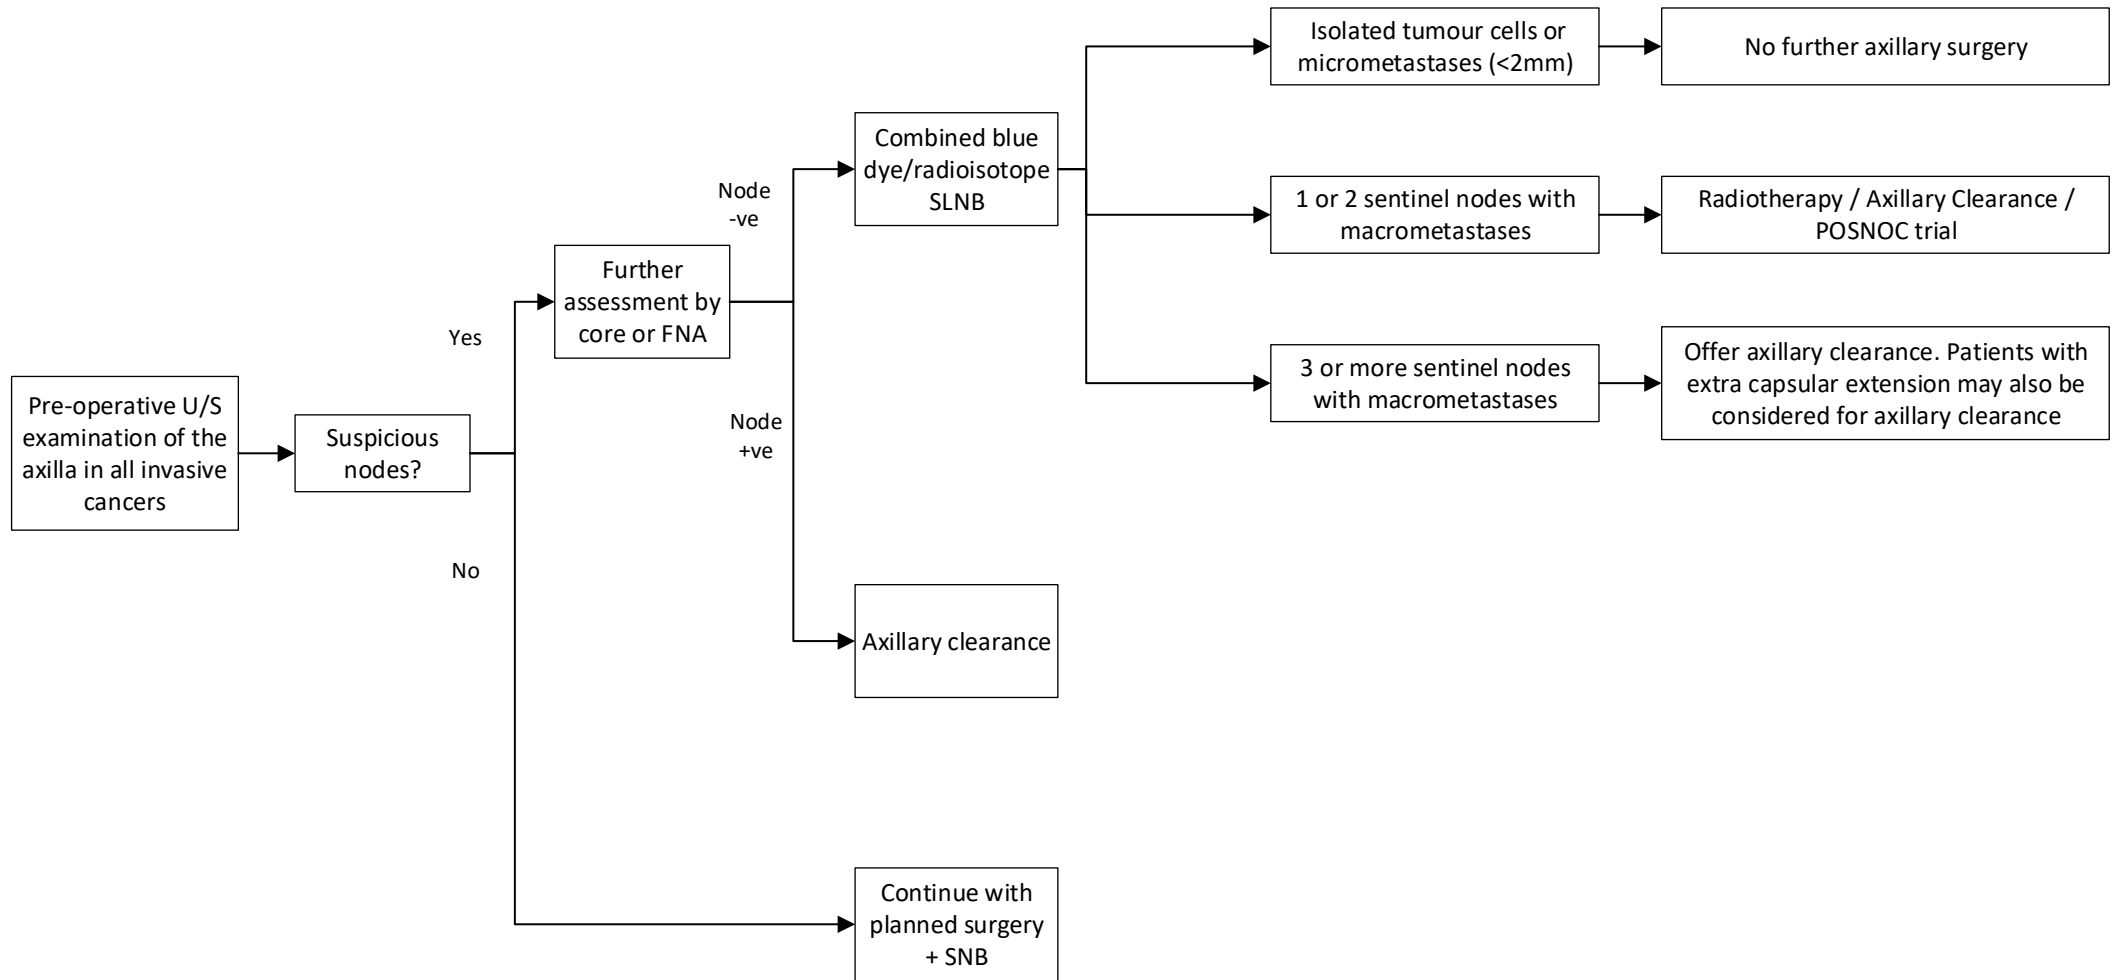 Pre-operative U/S
examination of the
axilla in all invasive
cancers
Suspicious
nodes?
Yes
No
Further
assessment by
core or FNA
Node
-ve
Node
+ve
Combined blue
dye/radioisotope
SLNB
Axillary clearance
Continue with
planned surgery
+ SNB
Isolated tumour cells or
micrometastases (<2mm)
No further axillary surgery
1 or 2 sentinel nodes with
macrometastases
Radiotherapy / Axillary Clearance /
POSNOC trial
3 or more sentinel nodes
with macrometastases
Offer axillary clearance. Patients with
extra capsular extension may also be
considered for axillary clearance